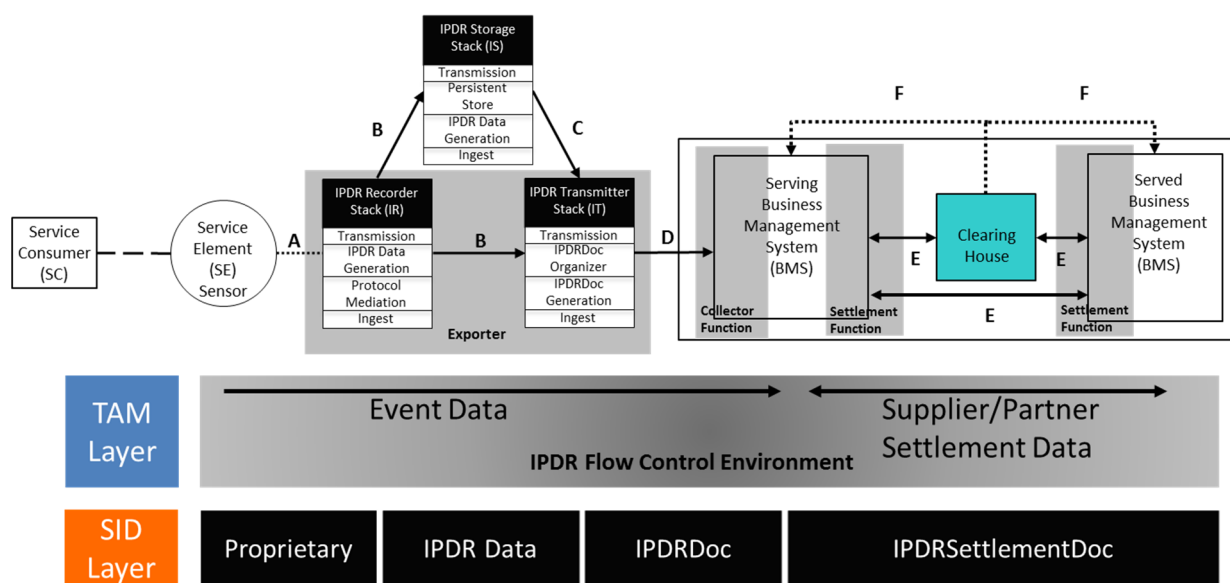 IPDR Storage
Stack (IS)
Transmission
Persistent
Store
IPDR Data
Generation
Ingest
B
C
F
F
IPDR Recorder
Stack (IR)
Transmission
IPDR Data
Generation
Protocol
Mediation
Ingest
IPDR Transmitter
Stack (IT)
Transmission
IPDRDoc
Organizer
IPDRDoc
Generation
Ingest
Exporter
Service
Consumer
(SC)
Service
Element
(SE)
Sensor
A
B
D
Serving
Business
Management
System
(BMS)
Collector
Function
Settlement
Function
E
Clearing
House
E
E
Served
Business
Management
System
(BMS)
Settlement
Function
TAM
Layer
Event Data
Supplier/Partner
Settlement Data
IPDR Flow Control Environment
SID
Layer
Proprietary
IPDR Data
IPDRDoc
IPDRSettlementDoc